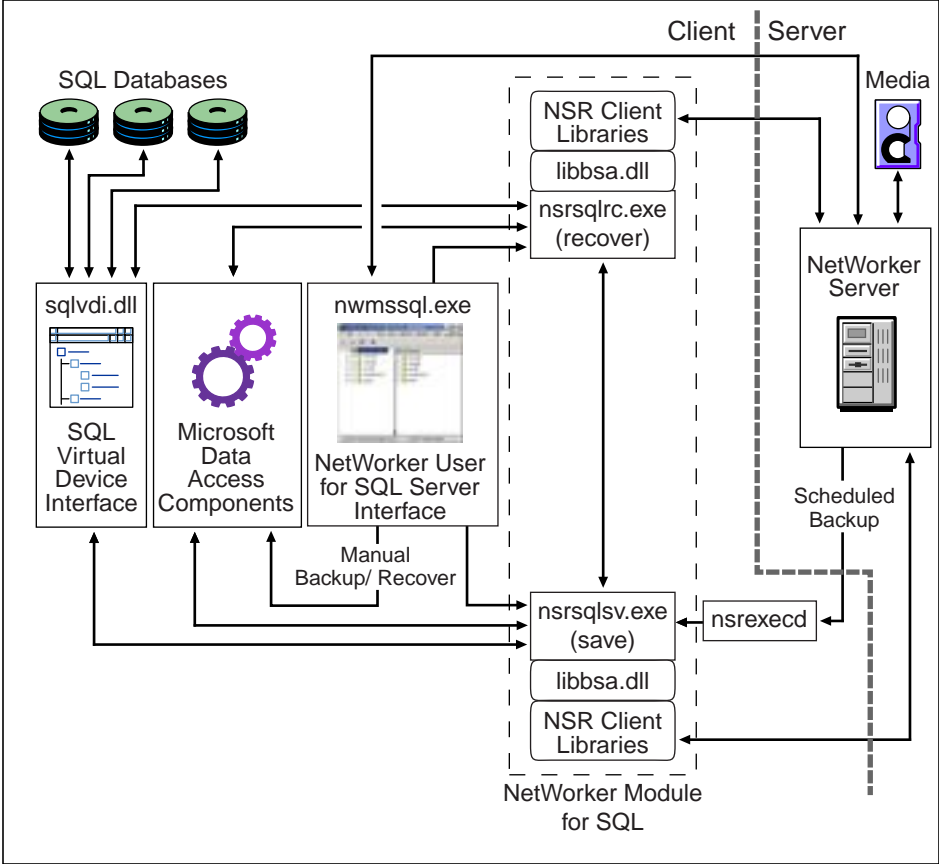 Client
Server
SQL Databases
Media
NSR Client
Libraries
libbsa.dll
nsrsqlrc.exe
(recover)
NetWorker
Server
sqlvdi.dll
SQL
Virtual
Device
Interface
Microsoft
Data
Access
Components
nwmssql.exe
NetWorker User
for SQL Server
Interface
Manual
Backup/ Recover
Scheduled
Backup
nsrexecd
nsrsqlsv.exe
(save)
libbsa.dll
NSR Client
Libraries
NetWorker Module
for SQL